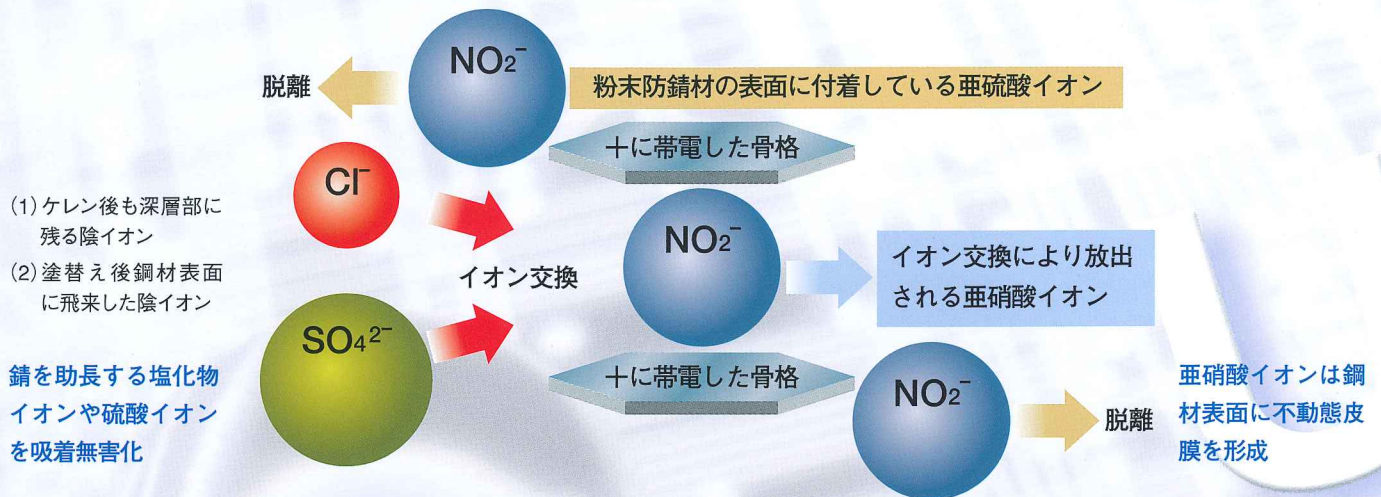 NO2⁻
脱離
粉末防錆材の表面に付着している亜硫酸イオン
十に帯電した骨格
Cl⁻
(1)ケレン後も深層部に
残る陰イオン
(2)塗替え後鋼材表面
に飛来した陰イオン
イオン交換
NO2⁻
イオン交換により放出
される亜硝酸イオン
SO4²⁻
十に帯電した骨格
錆を助長する塩化物
イオンや硫酸イオン
を吸着無害化
NO2⁻
脱離
亜硝酸イオンは鋼
材表面に不動態皮
膜を形成